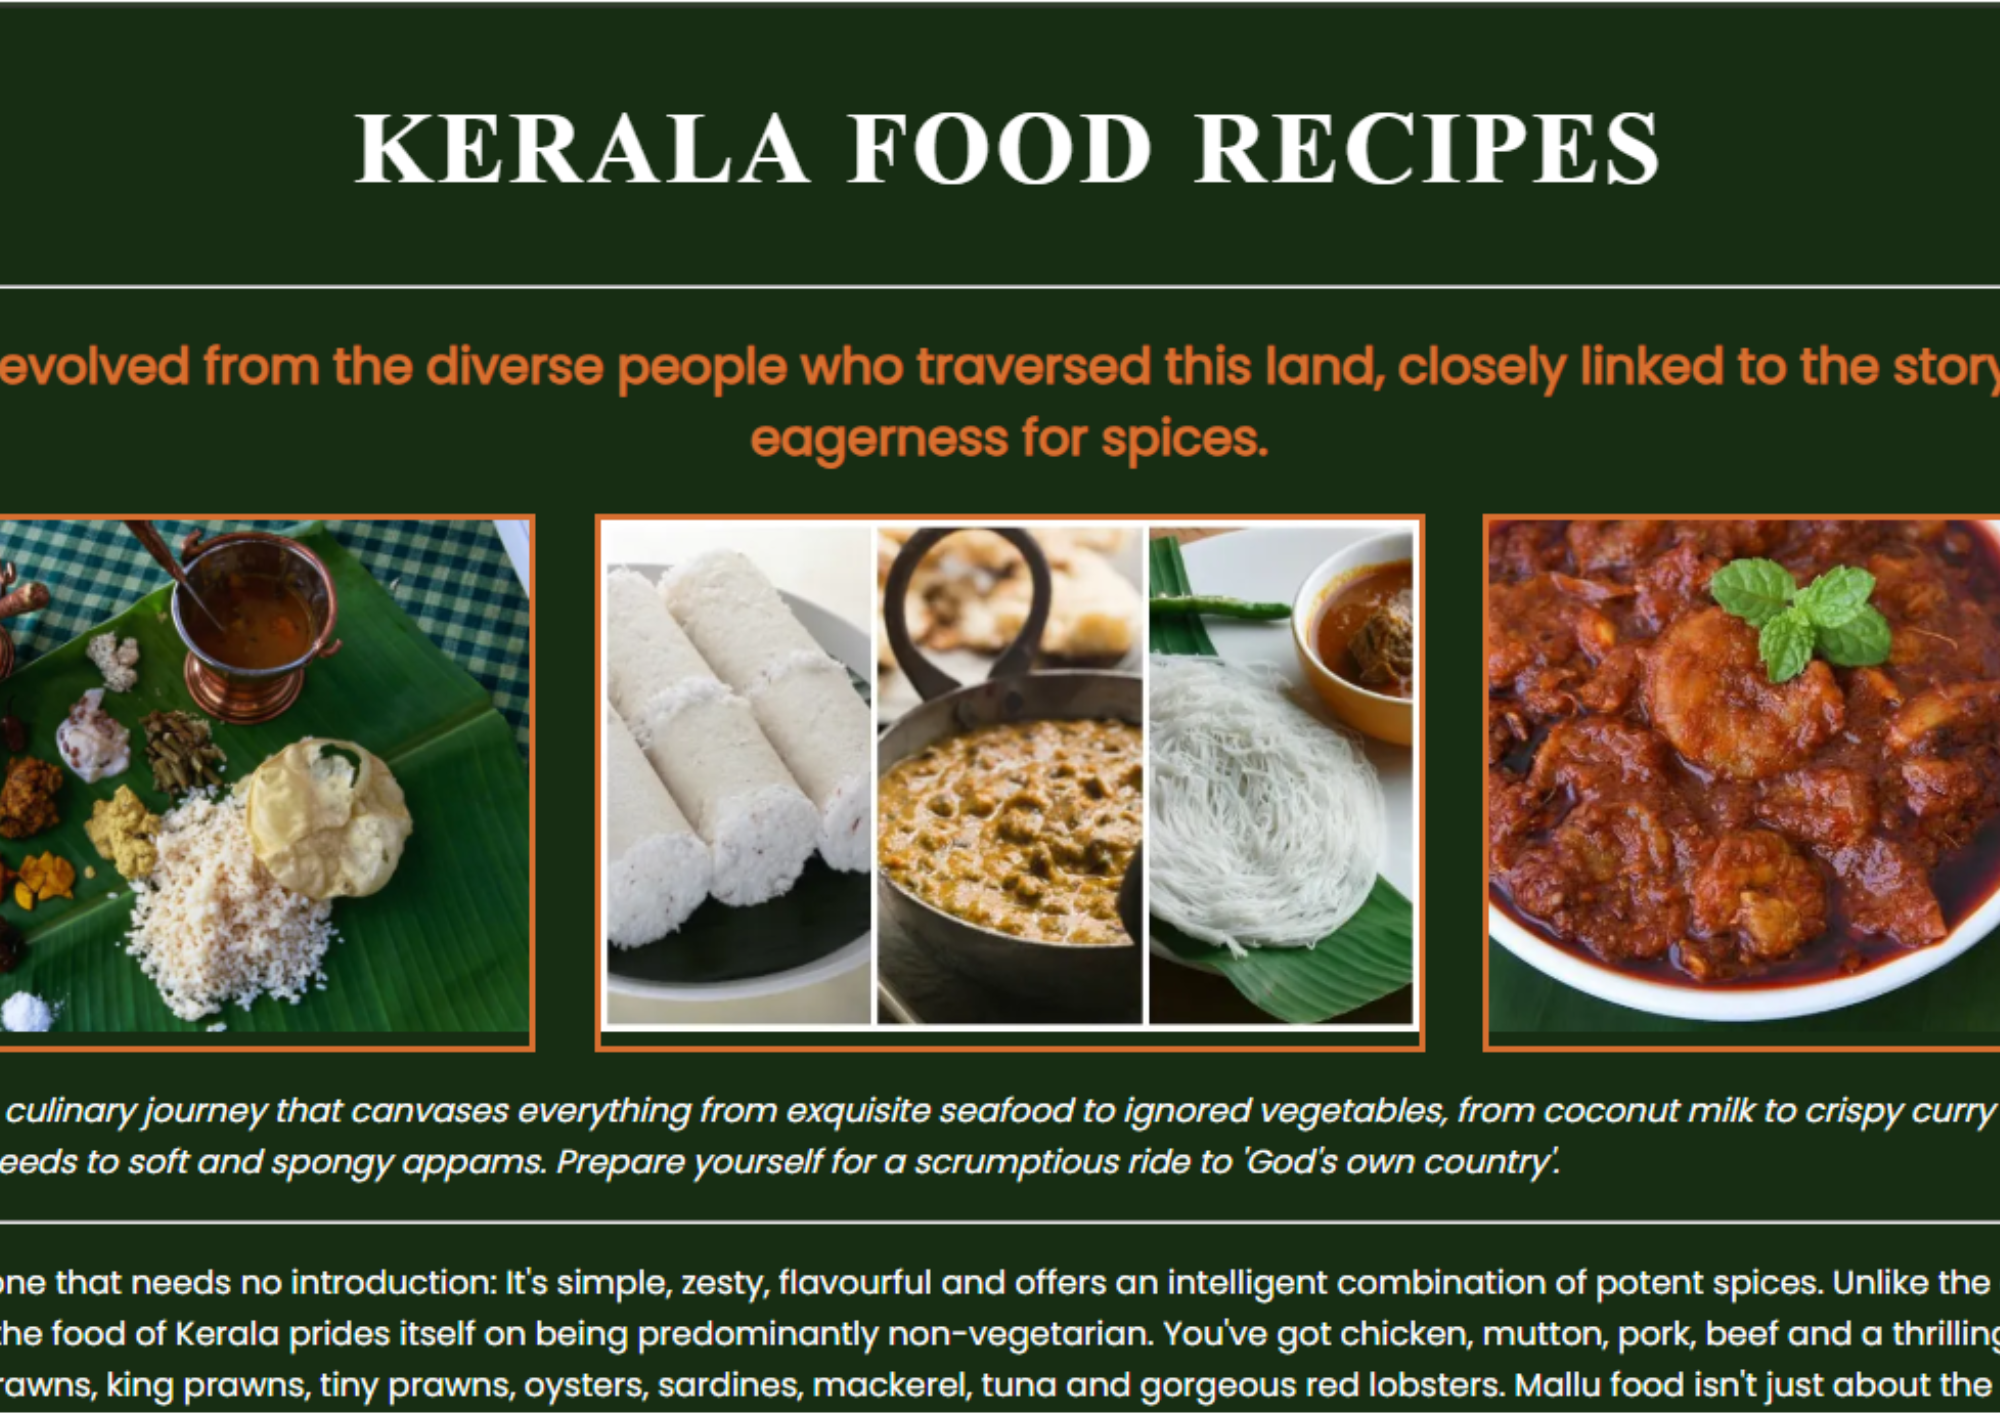 KERALA FOOD RECIPES
evolved from the diverse people who traversed this land, closely linked to the story
eagerness for spices.
culinary journey that canvases everything from exquisite seafood to ignored vegetables, from coconut milk to crispy curry
eeds to soft and spongy appams. Prepare yourself for a scrumptious ride to 'God's own country'.
one that needs no introduction: It's simple, zesty, flavourful and offers an intelligent combination of potent spices. Unlike the
the food of Kerala prides itself on being predominantly non-vegetarian. You've got chicken, mutton, pork, beef and a thrilling
rawns, king prawns, tiny prawns, oysters, sardines, mackerel, tuna and gorgeous red lobsters. Mallu food isn't just about the